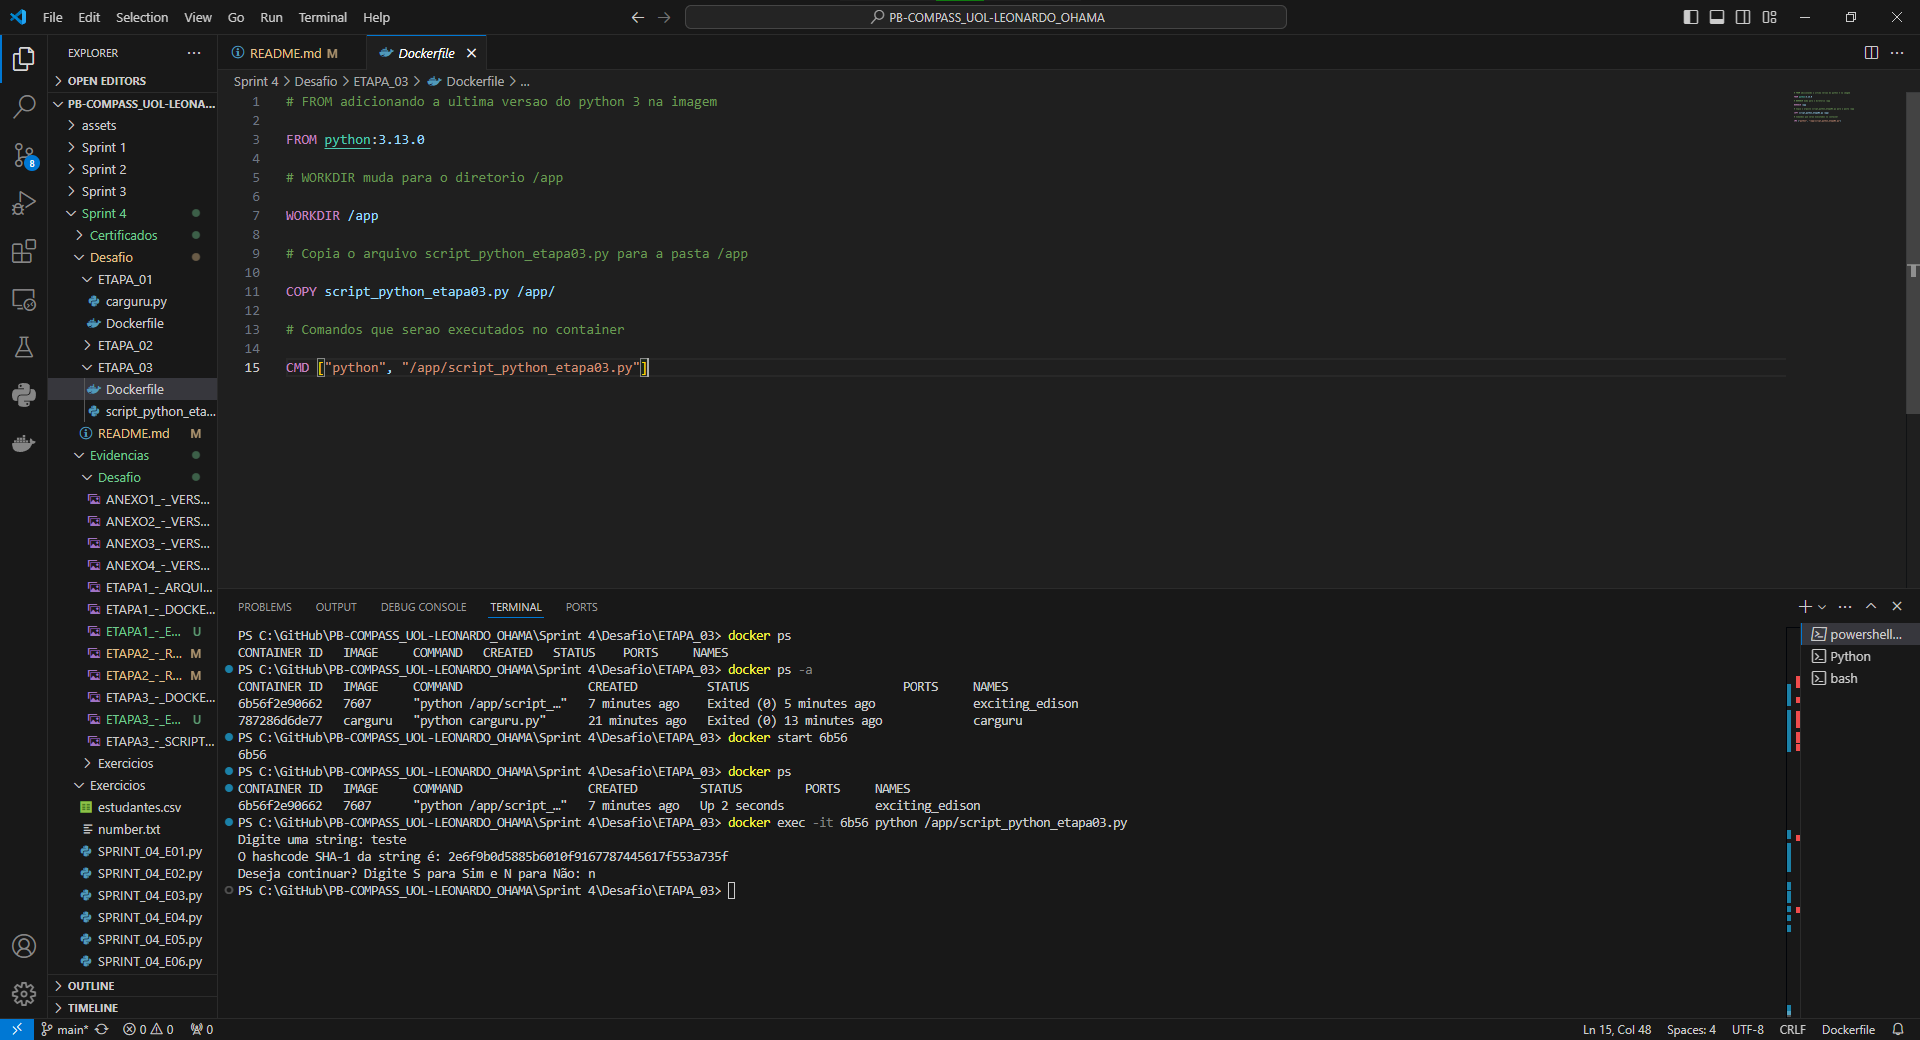 File Edit Selection View Go Run Terminal Help
PB-COMPASS_UOL-LEONARDO_OHAMA
EXPLORER
OPEN EDITORS
PB-COMPASS_UOL-LEONA...
assets
Sprint 1
Sprint 2
Sprint 3
Sprint 4
Certificados
Desafio
ETAPA_01
carguru.py
Dockerfile
ETAPA_02
ETAPA_03
Dockerfile
script_python_eta...
README.md M
Evidencias
Desafio
ANEXO1_-_VERS...
ANEXO2_-_VERS...
ANEXO3_-_VERS...
ANEXO4_-_VERS...
ETAPA1_-_ARQUI...
ETAPA1_-_DOCKE...
ETAPA1_-_E... U
ETAPA2_-_R... M
ETAPA2_-_R... M
ETAPA3_-_DOCKE...
ETAPA3_-_E... U
ETAPA3_-_SCRIPT...
Exercicios
Exercicios
estudantes.csv
number.txt
SPRINT_04_E01.py
SPRINT_04_E02.py
SPRINT_04_E03.py
SPRINT_04_E04.py
SPRINT_04_E05.py
SPRINT_04_E06.py
OUTLINE
TIMELINE
8
README.md M Dockerfile
Sprint 4 > Desafio > ETAPA_03 > Dockerfile > ...
1 # FROM adicionando a ultima versao do python 3 na imagem
2
3 FROM python:3.13.0
4
5 # WORKDIR muda para o diretorio /app
6
7 WORKDIR /app
8
9 # Copia o arquivo script_python_etapa03.py para a pasta /app
10
11 COPY script_python_etapa03.py /app/
12
13 # Comandos que serao executados no container
14
15 CMD ["python", "/app/script_python_etapa03.py"]
PROBLEMS OUTPUT DEBUG CONSOLE TERMINAL PORTS
PS C:\GitHub\PB-COMPASS_UOL-LEONARDO_OHAMA\Sprint 4\Desafio\ETAPA_03> docker ps
CONTAINER ID IMAGE COMMAND CREATED STATUS PORTS NAMES
PS C:\GitHub\PB-COMPASS_UOL-LEONARDO_OHAMA\Sprint 4\Desafio\ETAPA_03> docker ps -a
CONTAINER ID IMAGE COMMAND CREATED STATUS PORTS NAMES
6b56f2e90662 7607 "python /app/script_…" 7 minutes ago Exited (0) 5 minutes ago exciting_edison
787286d6de77 carguru "python carguru.py" 21 minutes ago Exited (0) 13 minutes ago carguru
PS C:\GitHub\PB-COMPASS_UOL-LEONARDO_OHAMA\Sprint 4\Desafio\ETAPA_03> docker start 6b56
6b56
PS C:\GitHub\PB-COMPASS_UOL-LEONARDO_OHAMA\Sprint 4\Desafio\ETAPA_03> docker ps
CONTAINER ID IMAGE COMMAND CREATED STATUS PORTS NAMES
6b56f2e90662 7607 "python /app/script_…" 7 minutes ago Up 2 seconds exciting_edison
PS C:\GitHub\PB-COMPASS_UOL-LEONARDO_OHAMA\Sprint 4\Desafio\ETAPA_03> docker exec -it 6b56 python /app/script_python_etapa03.py
Digite uma string: teste
O hashcode SHA-1 da string é: 2e6f9b0d5885b6010f9167787445617f553a735f
Deseja continuar? Digite S para Sim e N para Não: n
PS C:\GitHub\PB-COMPASS_UOL-LEONARDO_OHAMA\Sprint 4\Desafio\ETAPA_03>
powershell...
Python
bash
main* 0 0 0
Ln 15, Col 48 Spaces: 4 UTF-8 CRLF Dockerfile